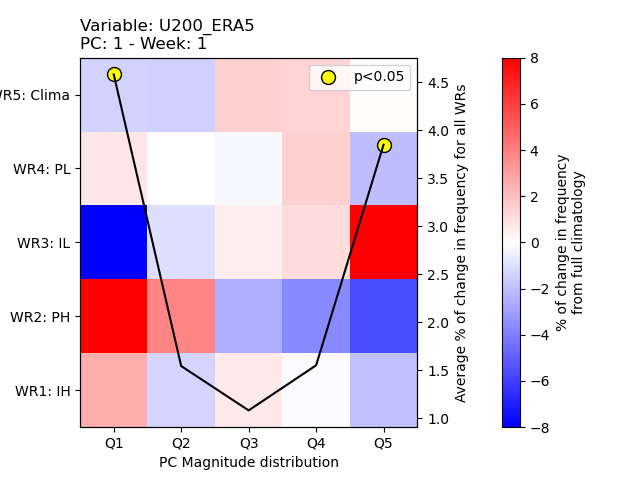 Variable: U200_ERA5
PC: 1 - Week: 1
p<0.05
WR5: Clima
WR4: PL
WR3: IL
WR2: PH
WR1: IH
Q1 Q2 Q3 Q4 Q5
PC Magnitude distribution
4.5
4.0
3.5
3.0
2.5
2.0
1.5
1.0
Average % of change in frequency for all WRs
8
6
4
2
0
−2
−4
−6
−8
% of change in frequency
from full climatology